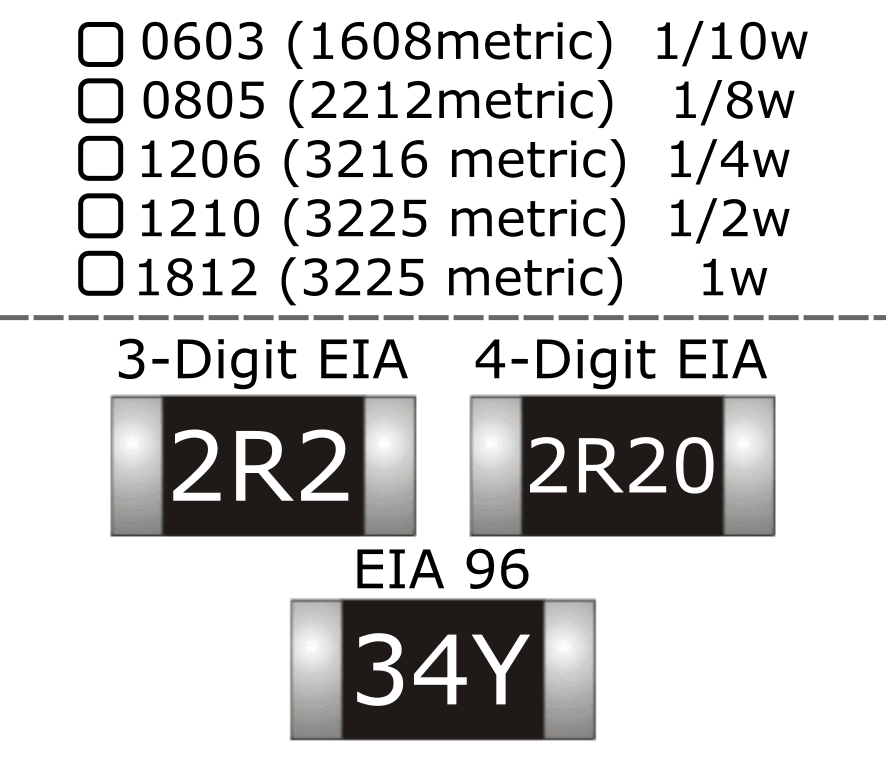 0603 (1608metric) 1/10w
0805 (2212metric) 1/8w
1206 (3216 metric) 1/4w
1210 (3225 metric) 1/2w
1812 (3225 metric) 1w
3-Digit EIA 4-Digit EIA
2R2 2R20
EIA 96
34Y